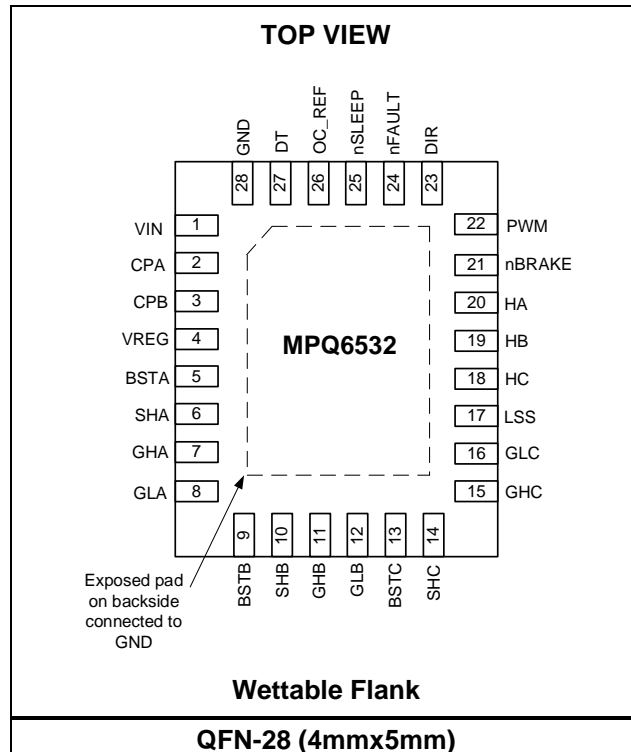 TOP VIEW
GND
DT
OC_REF
nSLEEP
nFAULT
DIR
28
27
26
25
24
23
VIN 1
CPA 2
CPB 3
VREG 4
BSTA 5
SHA 6
GHA 7
GLA 8
MPQ6532
22 PWM
21 nBRAKE
20 HA
19 HB
18 HC
17 LSS
16 GLC
15 GHC
9
10
11
12
13
14
BSTB
SHB
GHB
GLB
BSTC
SHC
Exposed pad
on backside
connected to
GND
Wettable Flank
QFN-28 (4mmx5mm)